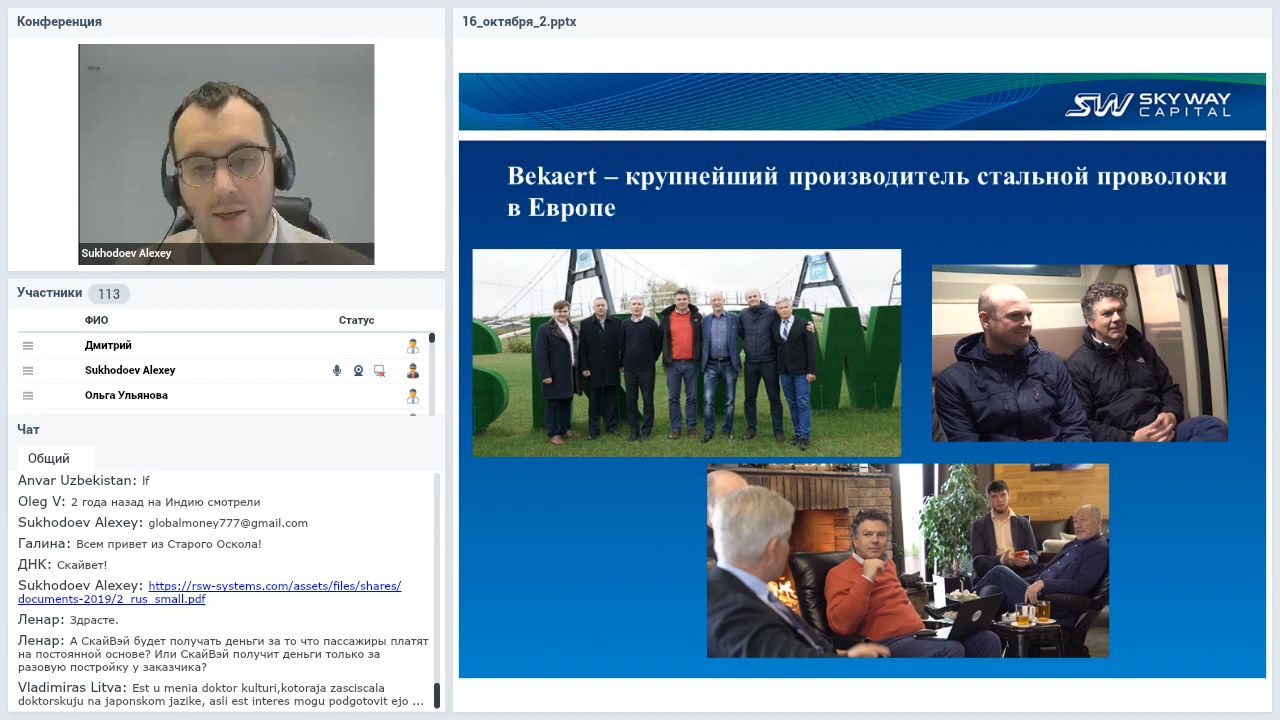 Конференция
Sukhodoev Alexey
Участники 113
ФИО Статус
Дмитрий
Sukhodoev Alexey
Ольга Ульянова
Чат
Общий
Anvar Uzbekistan: lf
Oleg V: 2 года назад на Индию смотрели
Sukhodoev Alexey: globalmoney777@gmail.com
Галина: Всем привет из Старого Оскола!
ДНК: Скайвет!
Sukhodoev Alexey: https://rsw-systems.com/assets/files/shares/
documents-2019/2_rus_small.pdf
Ленар: Здрасте.
Ленар: А СкайВэй будет получать деньги за то что пассажиры платят
на постоянной основе? Или СкайВэй получит деньги только за
разовую постройку у заказчика?
Vladimiras Litva: Est u menia doktor kulturi,kotoraja zasciscala
doktorskuju na japonskom jazike, asli est interes mogu podgotovit ejo ...
16_октября_2.pptx
SW SKY WAY
CAPITAL
Bekaert – крупнейший производитель стальной проволоки
в Европе